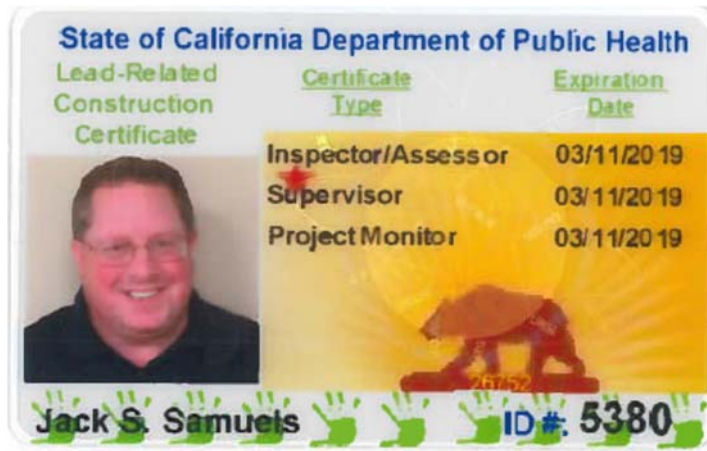 State of California Department of Public Health
Lead-Related
Construction
Certificate
Certificate
Type
Expiration
Date
Inspector/Assessor 03/11/2019
Supervisor 03/11/2019
Project Monitor 03/11/2019
26752
Jack S. Samuels ID #: 5380